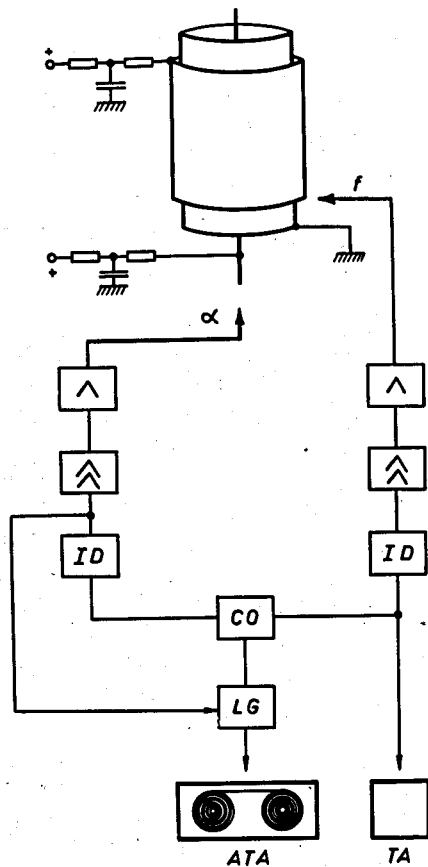 +
f
+
α
ID
ID
CO
LG
ATA
TA